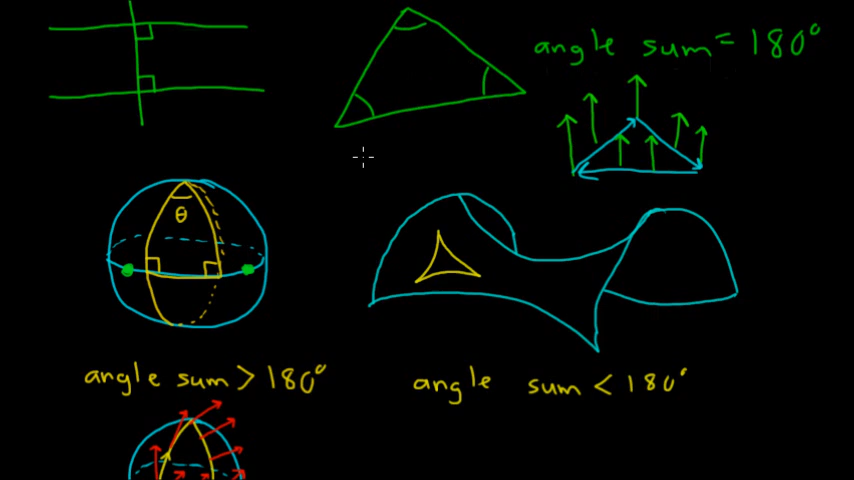 angle sum = 180°
θ
angle sum > 180°
angle sum < 180°